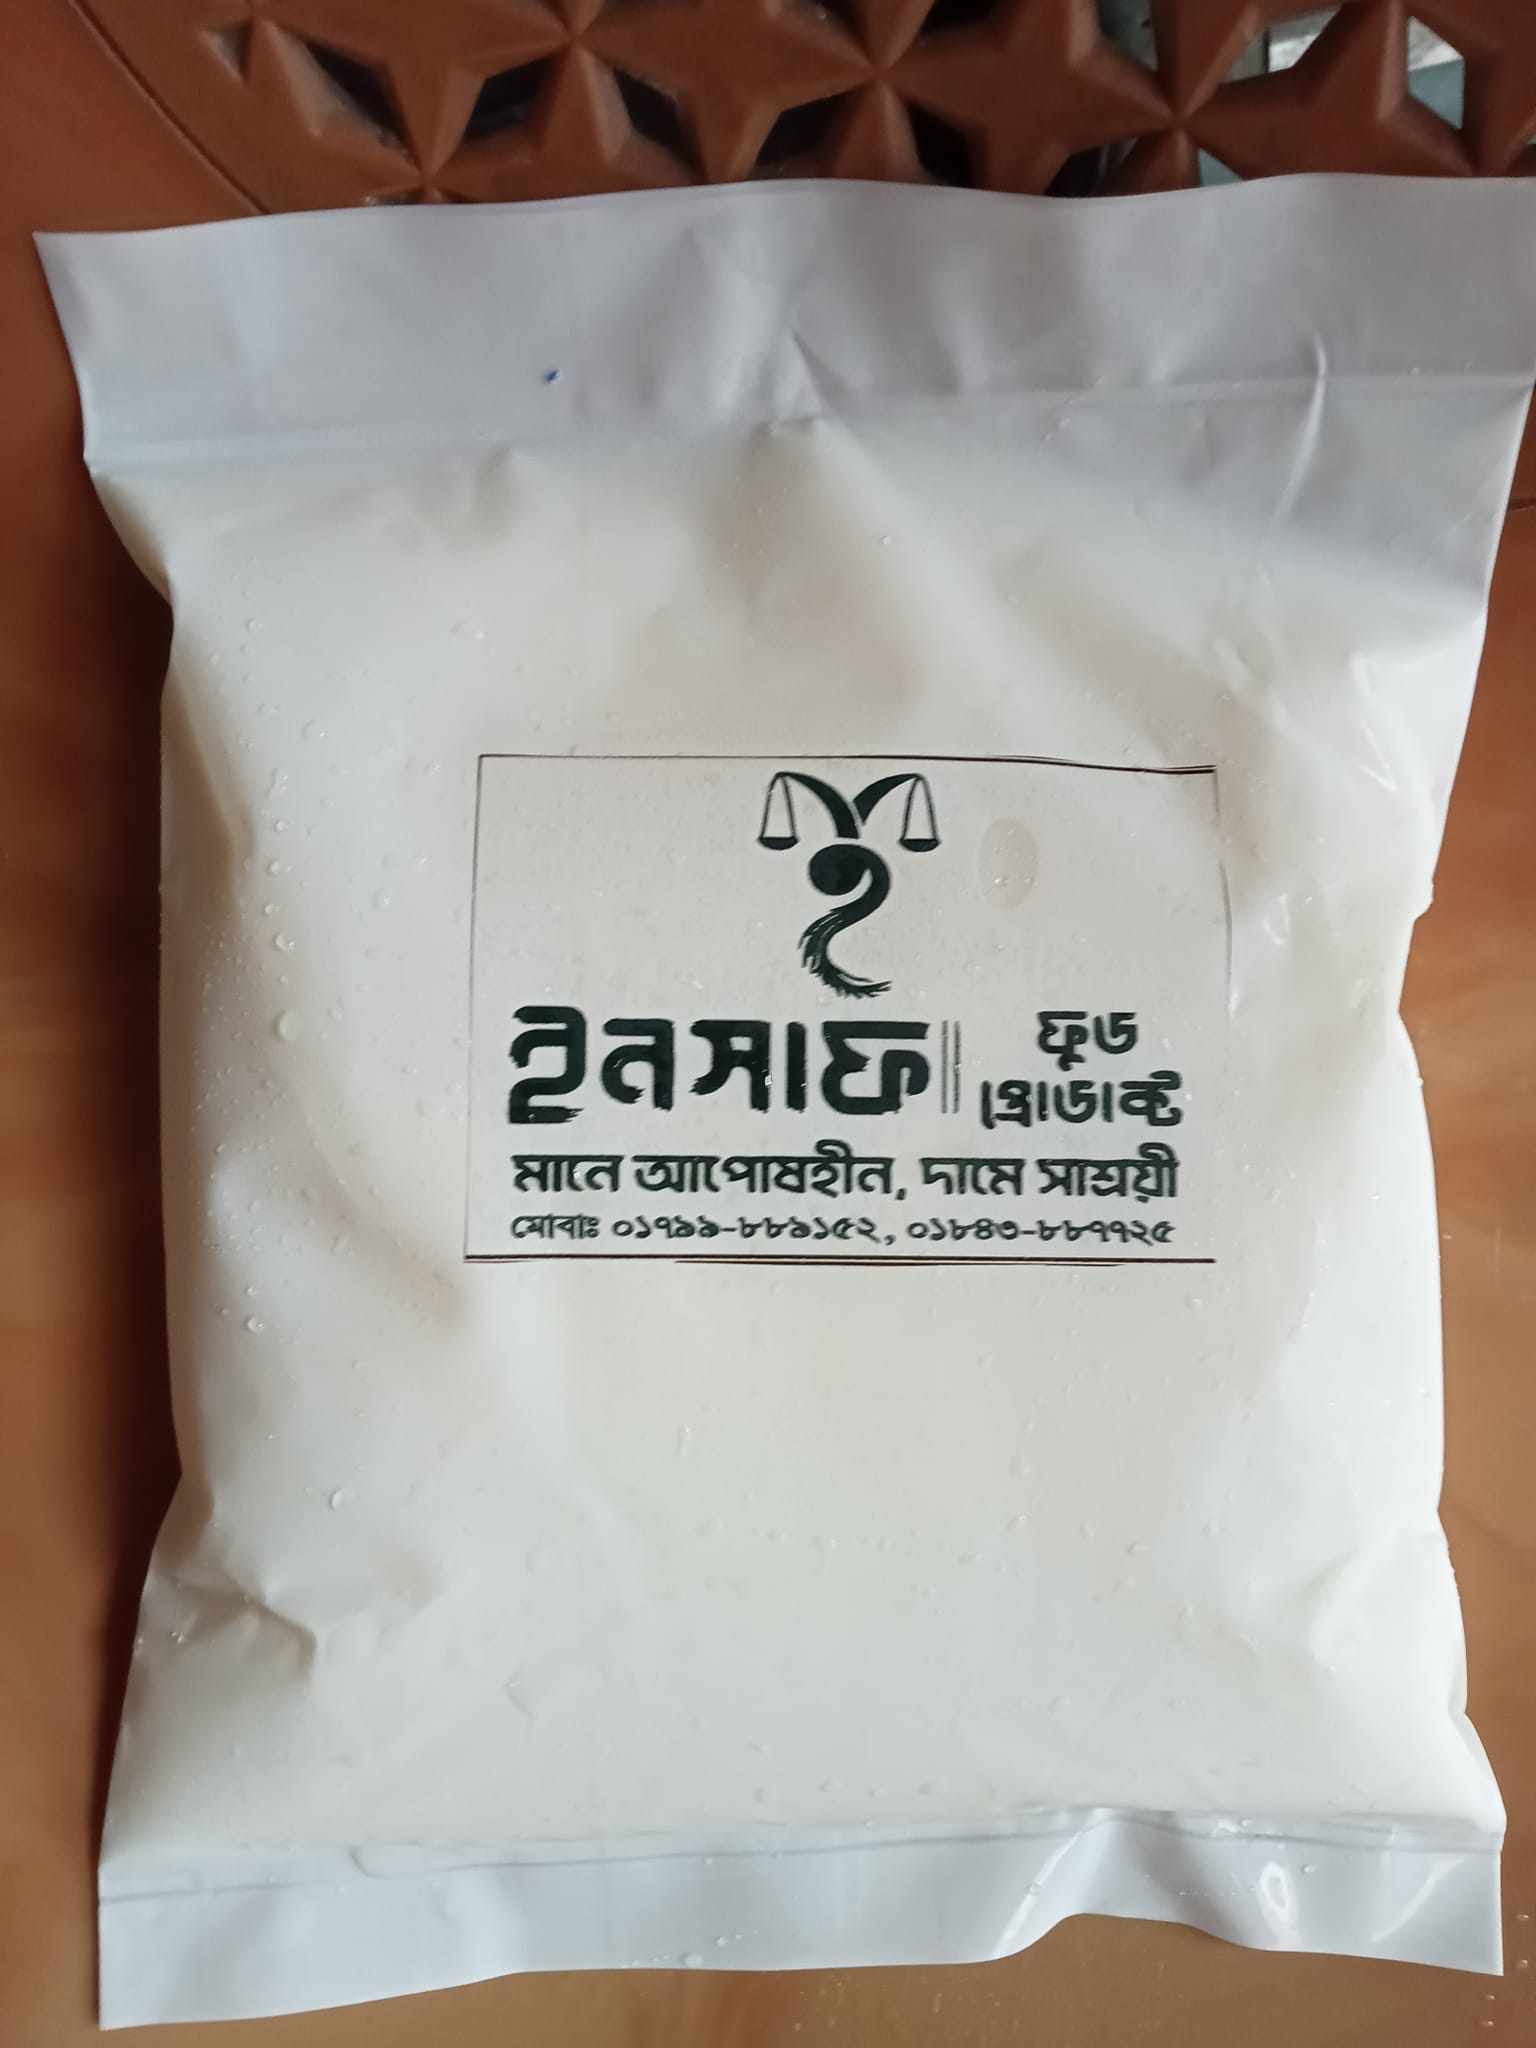 ইনসাফ ফুড প্রোডাক্ট
মানে আপোষহীন, দামে সাশ্রয়ী
মোবাঃ ০১৭৯৯-৮৮৯১৫২, ০১৮৪৩-৮৮৭৭২৫